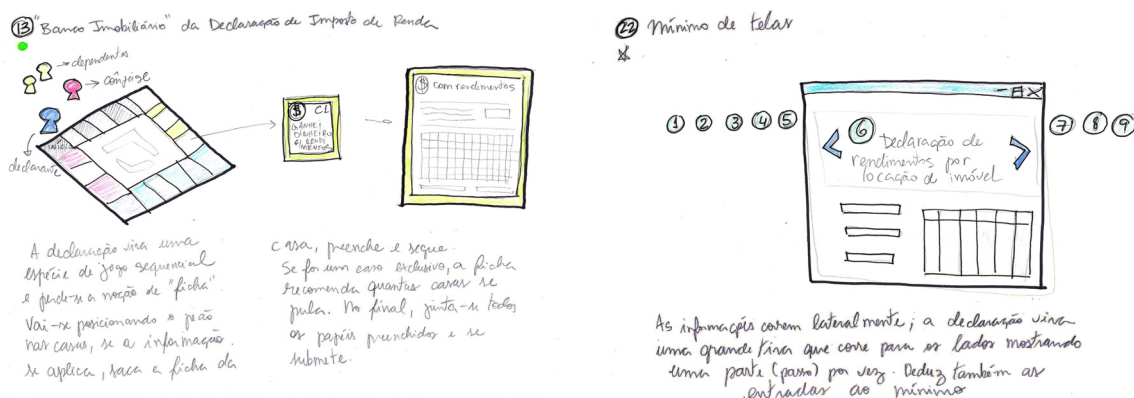 13 "Banco Imobiliário" da Declaração de Imposto de Renda
dependentes
cônjuge
declarante
início
$ C1
GANHEI
DINHEIRO
C/ RENDI
MENTOS
$ com rendimentos
A declaração vira uma
espécie de jogo sequencial
e perde-se a noção de "ficha".
Vai-se posicionando o peão
nas casas, se a informação
se aplica, saca a ficha da
casa, preenche e segue.
Se for um caso exclusivo, a ficha
recomenda quantas casas se
pula. No final, junta-se todos
os papéis preenchidos e se
submete.
22 Mínimo de telas
1 2 3 4 5
6 Declaração de
rendimentos por
locação de imóvel
7 8 9
As informações correm lateralmente; a declaração vira
uma grande tira que corre para os lados mostrando
uma parte (passo) por vez. Deduz também as
entradas ao mínimo